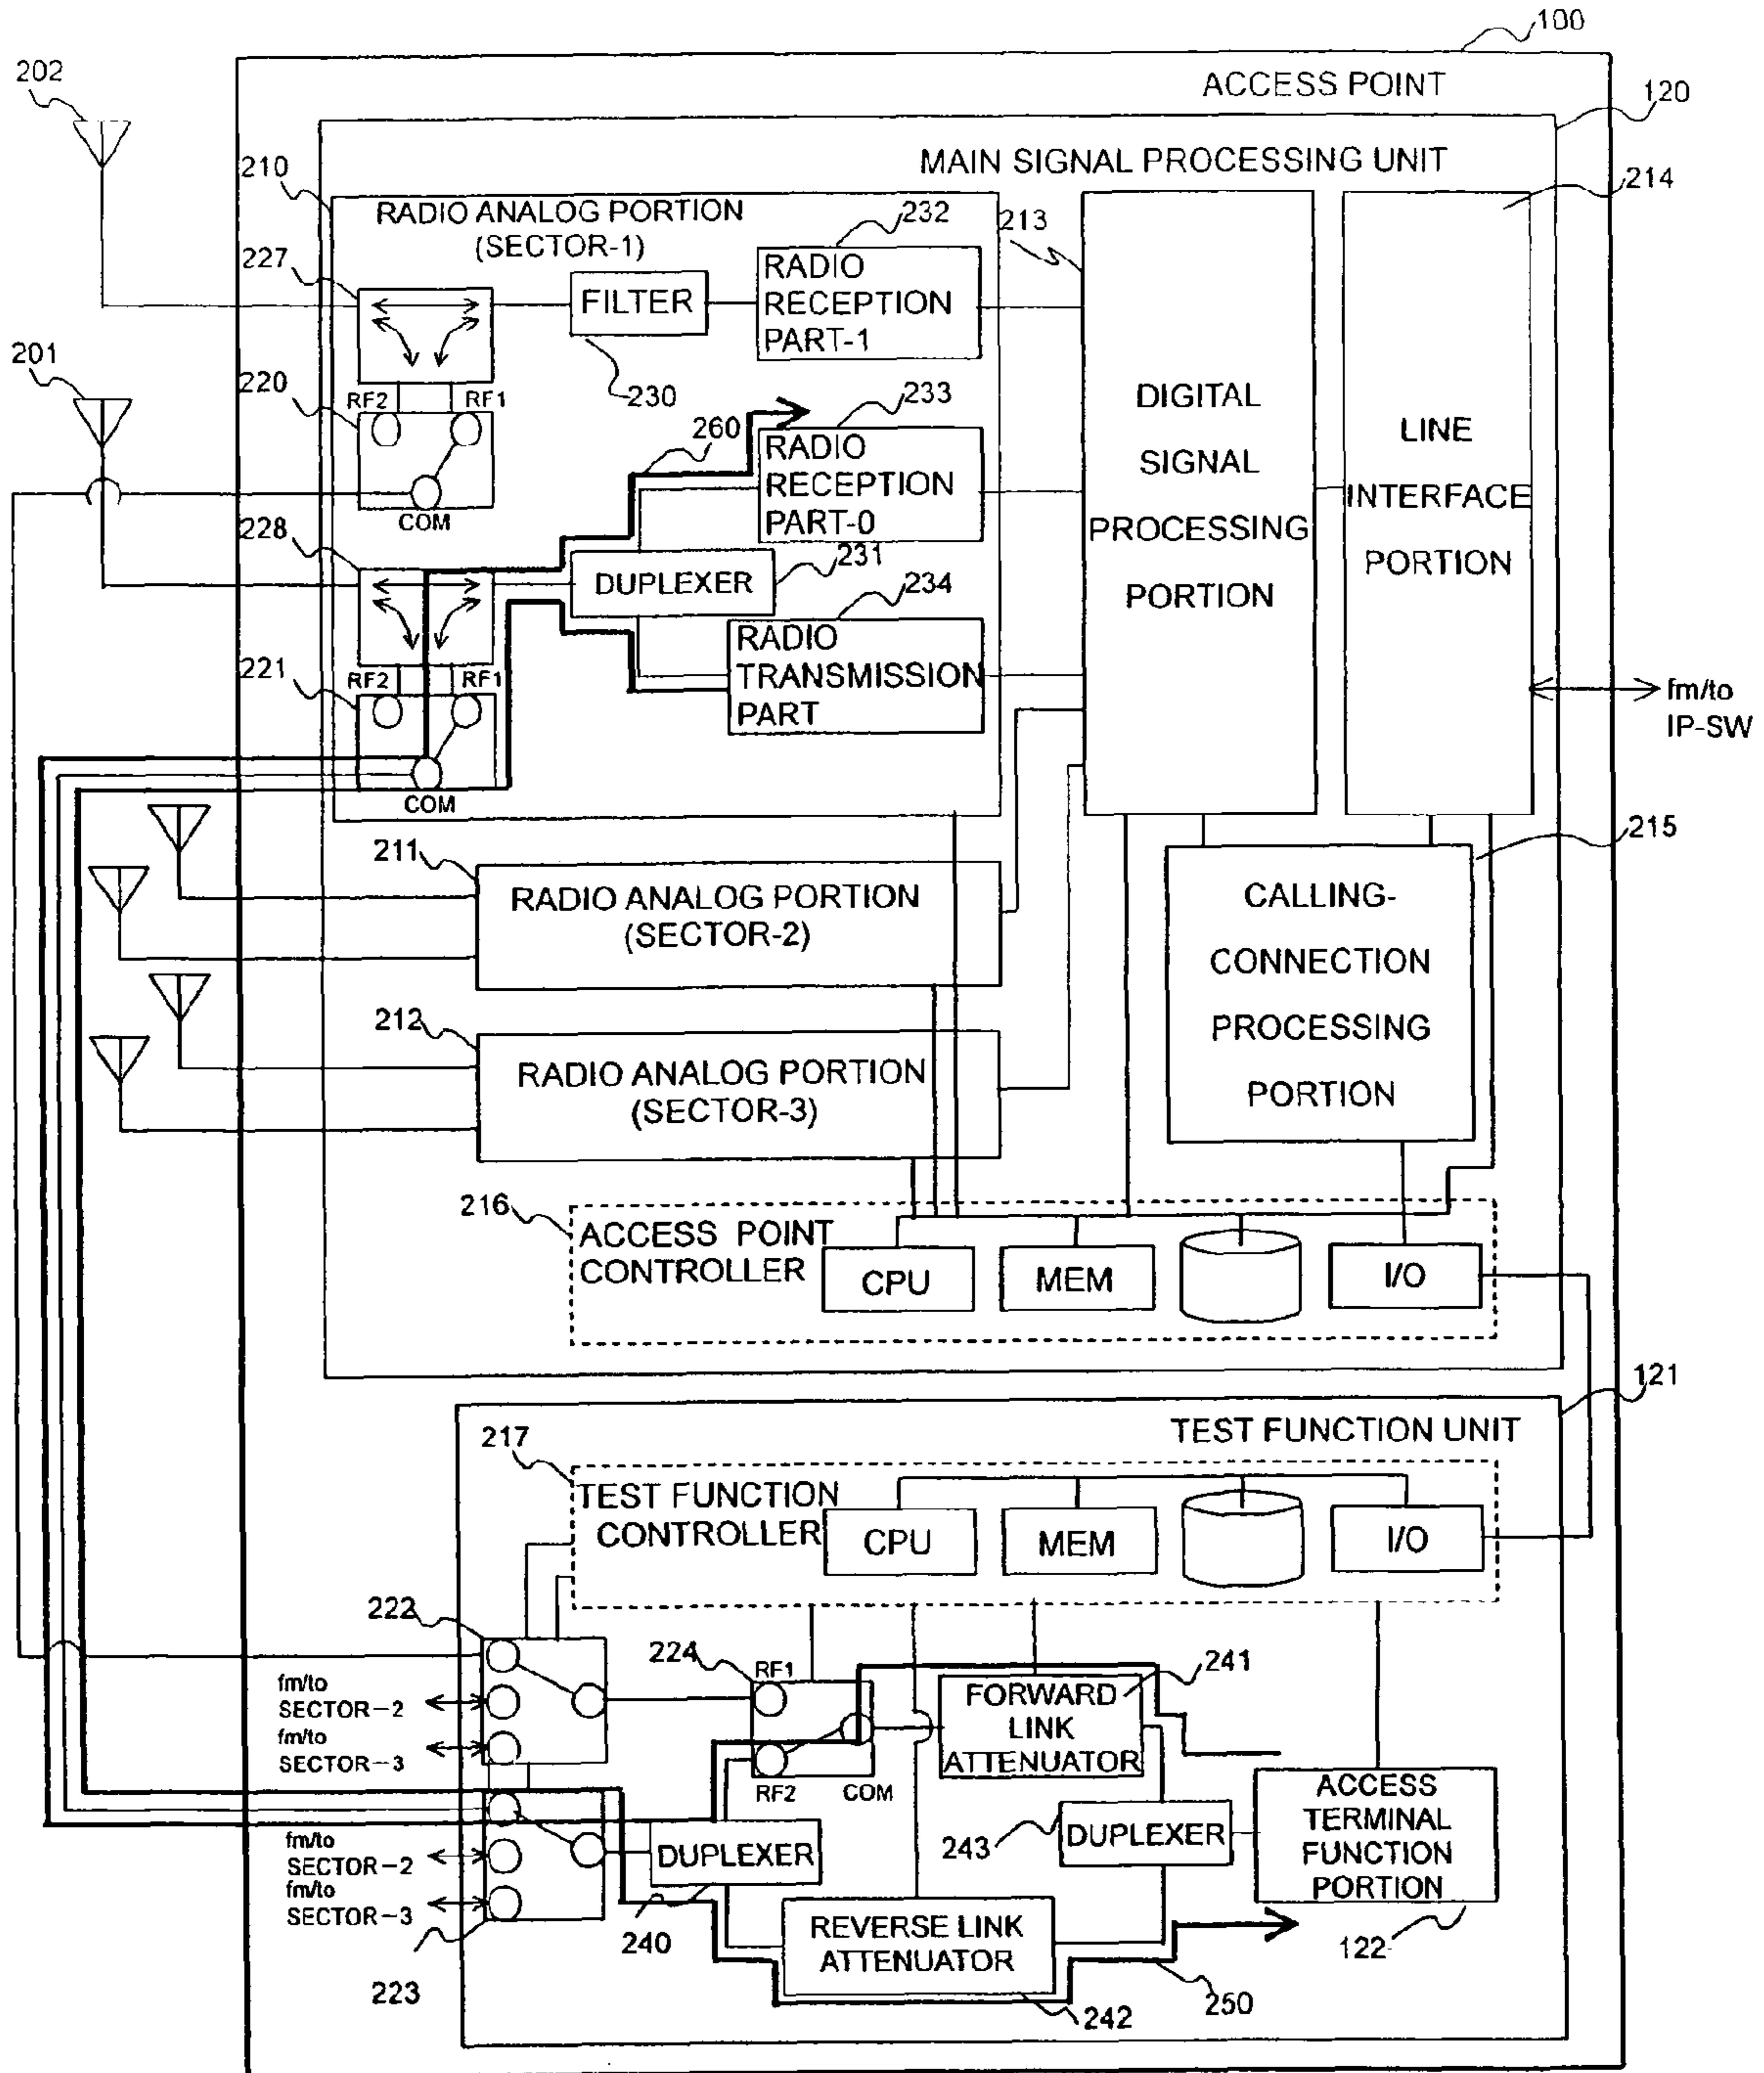 100
ACCESS POINT
202
120
MAIN SIGNAL PROCESSING UNIT
210
214
RADIO ANALOG PORTION
(SECTOR-1)
232
213
227
FILTER
RADIO
RECEPTION
PART-1
230
201
220
RF2
RF1
COM
233
260
RADIO
RECEPTION
PART-0
DIGITAL
SIGNAL
PROCESSING
PORTION
LINE
INTERFACE
PORTION
228
DUPLEXER
231
234
RADIO
TRANSMISSION
PART
221
RF2
RF1
COM
fm/to
IP-SW
211
RADIO ANALOG PORTION
(SECTOR-2)
215
CALLING-
CONNECTION
PROCESSING
PORTION
212
RADIO ANALOG PORTION
(SECTOR-3)
216
ACCESS POINT
CONTROLLER
CPU
MEM
I/O
121
TEST FUNCTION UNIT
217
TEST FUNCTION
CONTROLLER
CPU
MEM
I/O
222
224
RF1
RF2
COM
241
FORWARD
LINK
ATTENUATOR
fm/to
SECTOR-2
fm/to
SECTOR-3
ACCESS
TERMINAL
FUNCTION
PORTION
122
243
DUPLEXER
DUPLEXER
240
fm/to
SECTOR-2
fm/to
SECTOR-3
223
REVERSE LINK
ATTENUATOR
242
250